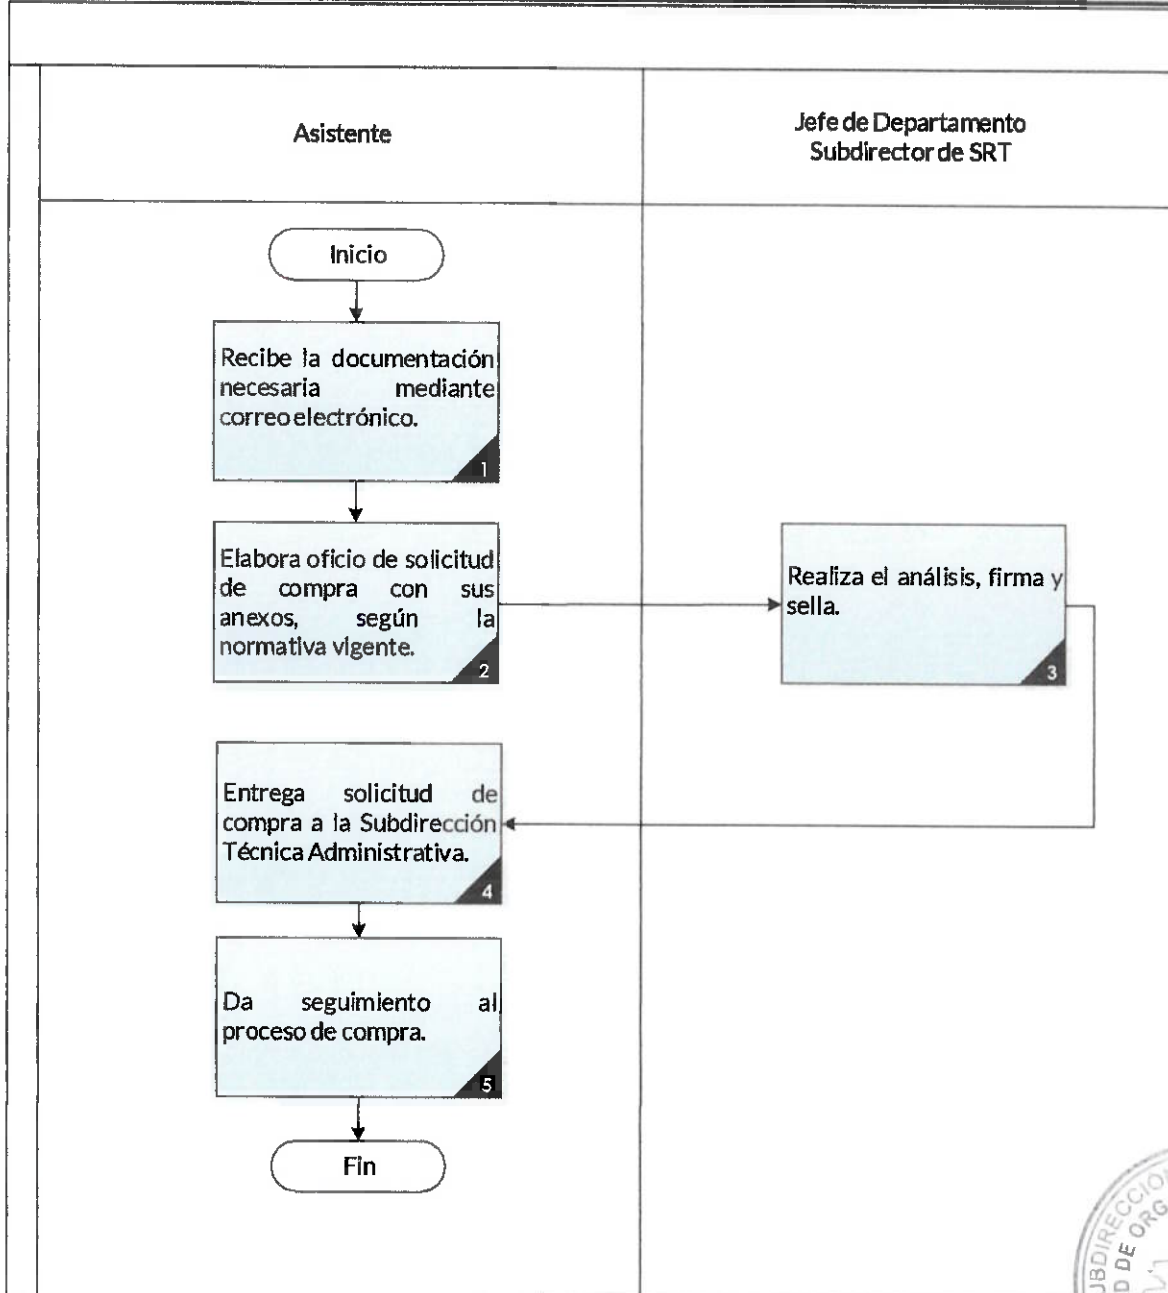 Asistente
Jefe de Departamento
Subdirector de SRT
Inicio
Recibe la documentación
necesaria mediante
correo electrónico.
1
Elabora oficio de solicitud
de compra con sus
anexos, según la
normativa vigente.
2
Realiza el análisis, firma y
sella.
3
Entrega solicitud de
compra a la Subdirección
Técnica Administrativa.
4
Da seguimiento al
proceso de compra.
5
Fin